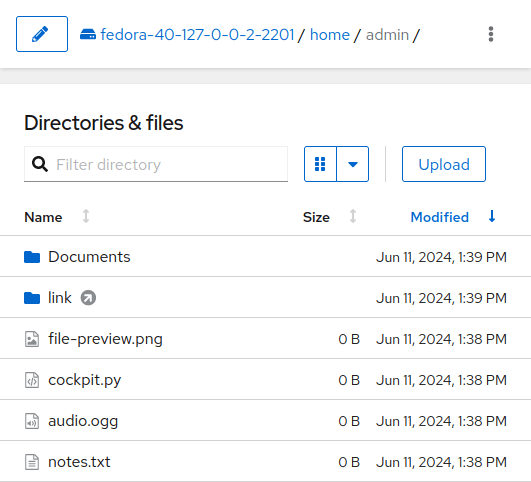 fedora-40-127-0-0-2-2201 / home / admin /
Directories & files
Filter directory
Upload
Name Size Modified
Documents Jun 11, 2024, 1:39 PM
link Jun 11, 2024, 1:39 PM
file-preview.png 0 B Jun 11, 2024, 1:38 PM
cockpit.py 0 B Jun 11, 2024, 1:38 PM
audio.ogg 0 B Jun 11, 2024, 1:38 PM
notes.txt 0 B Jun 11, 2024, 1:38 PM